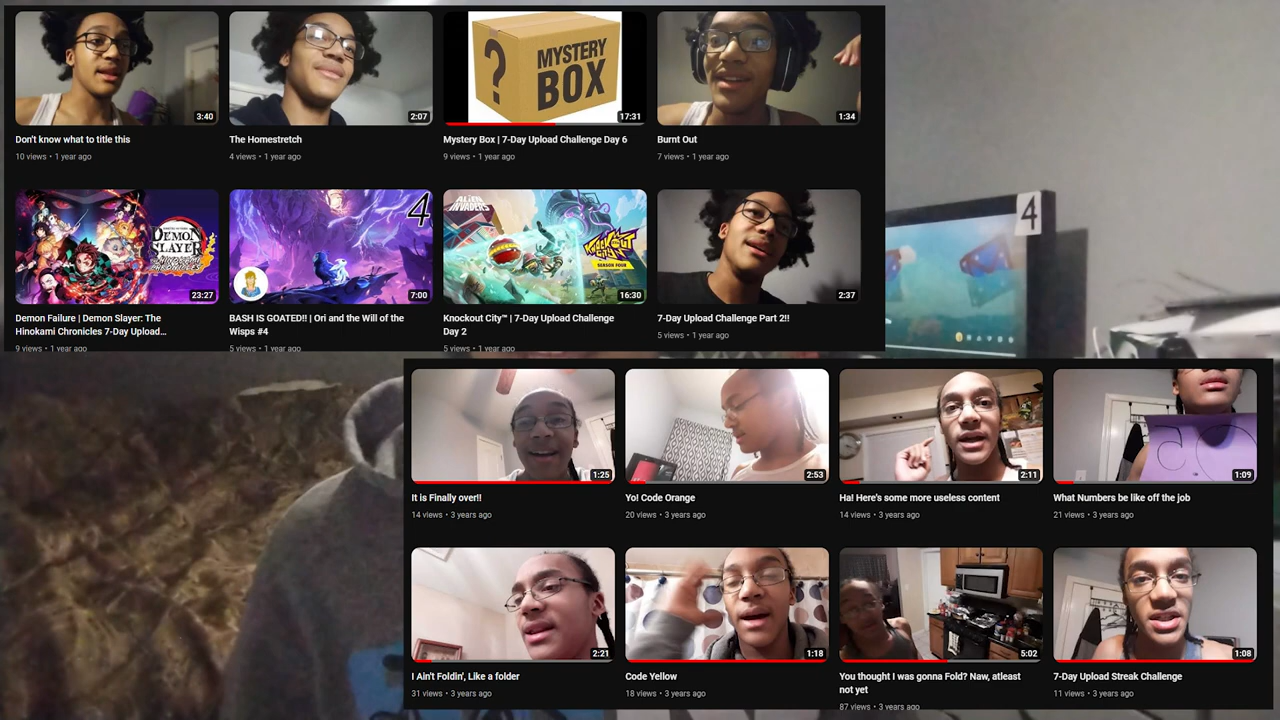 3:40
2:07
?
MYSTERY
BOX
17:31
1:34
Don't know what to title this
10 views • 1 year ago
The Homestretch
4 views • 1 year ago
Mystery Box | 7-Day Upload Challenge Day 6
9 views • 1 year ago
Burnt Out
7 views • 1 year ago
DEMON
SLAYER
23:27
4
7:00
ALIEN
INVADERS
KNOCKOUT
CITY
SEASON FOUR
16:30
2:37
4
Demon Failure | Demon Slayer: The
Hinokami Chronicles 7-Day Upload...
9 views • 1 year ago
BASH IS GOATED!! | Ori and the Will of the
Wisps #4
5 views • 1 year ago
Knockout City™ | 7-Day Upload Challenge
Day 2
5 views • 1 year ago
7-Day Upload Challenge Part 2!!
5 views • 1 year ago
1:25
2:53
2:11
1:09
It is Finally over!!
14 views • 3 years ago
Yo! Code Orange
20 views • 3 years ago
Ha! Here's some more useless content
14 views • 3 years ago
What Numbers be like off the job
21 views • 3 years ago
2:21
1:18
5:02
1:08
I Ain't Foldin', Like a folder
31 views • 3 years ago
Code Yellow
18 views • 3 years ago
You thought I was gonna Fold? Naw, atleast
not yet
87 views • 3 years ago
7-Day Upload Streak Challenge
11 views • 3 years ago